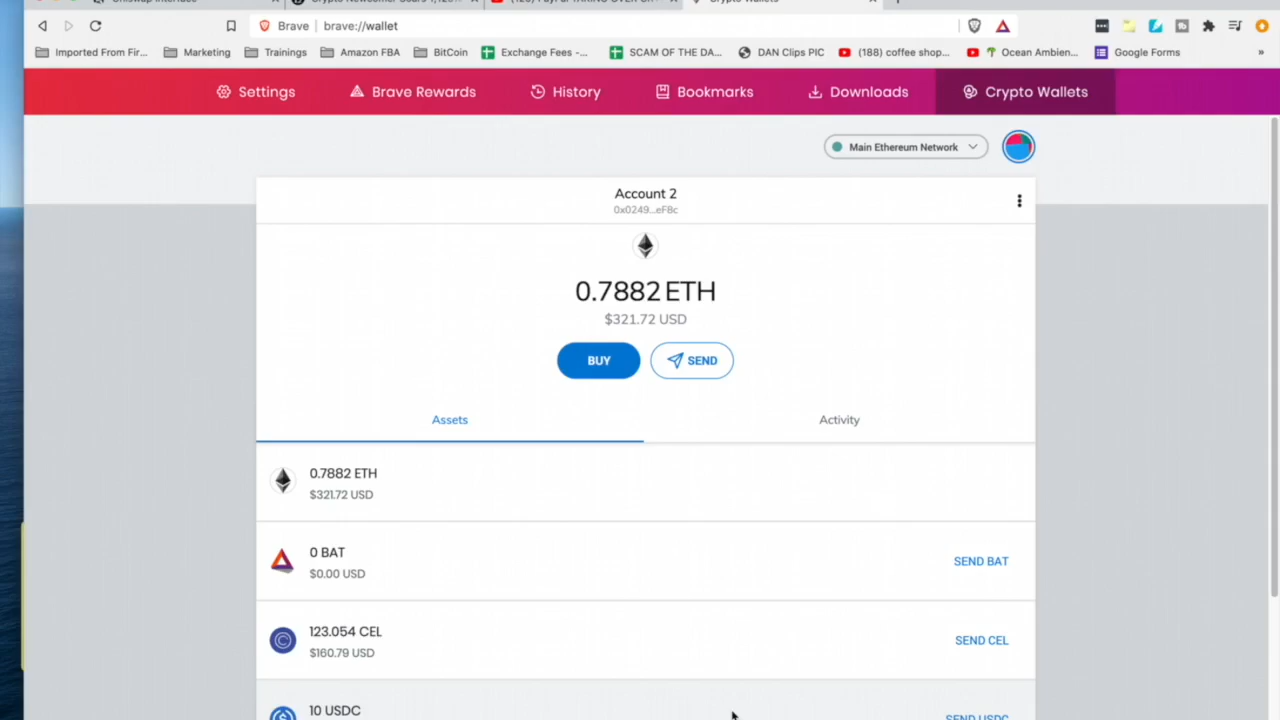 Brave brave://wallet
Imported From Fir... Marketing Trainings Amazon FBA BitCoin Exchange Fees -... SCAM OF THE DA... DAN Clips PIC (188) coffee shop... Ocean Ambien... Google Forms »
Settings Brave Rewards History Bookmarks Downloads Crypto Wallets
Main Ethereum Network
Account 2
0x0249...eF8c
0.7882 ETH
$321.72 USD
BUY SEND
Assets Activity
0.7882 ETH
$321.72 USD
0 BAT
$0.00 USD
SEND BAT
123.054 CEL
$160.79 USD
SEND CEL
10 USDC
SEND USDC